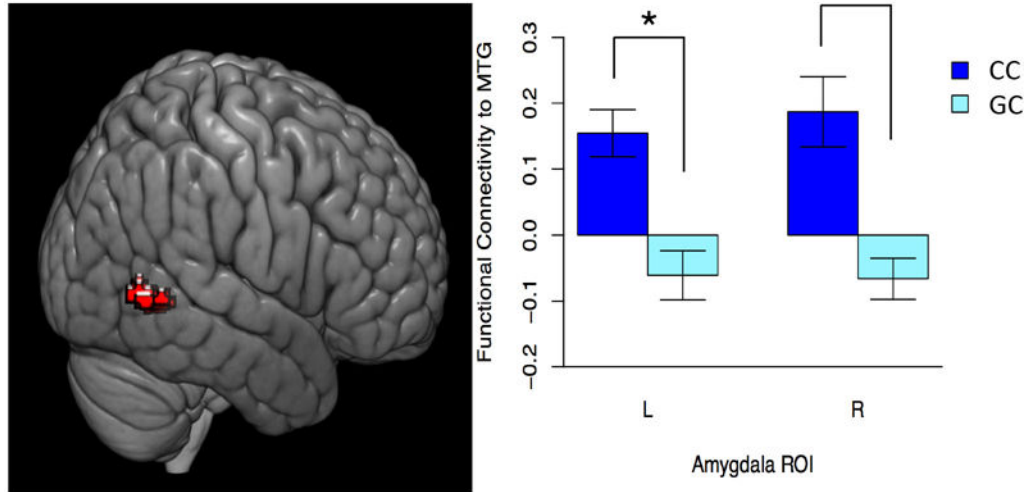 Functional Connectivity to MTG
0.3
0.2
0.1
0.0
−0.1
−0.2
*
L
R
Amygdala ROI
CC
GC